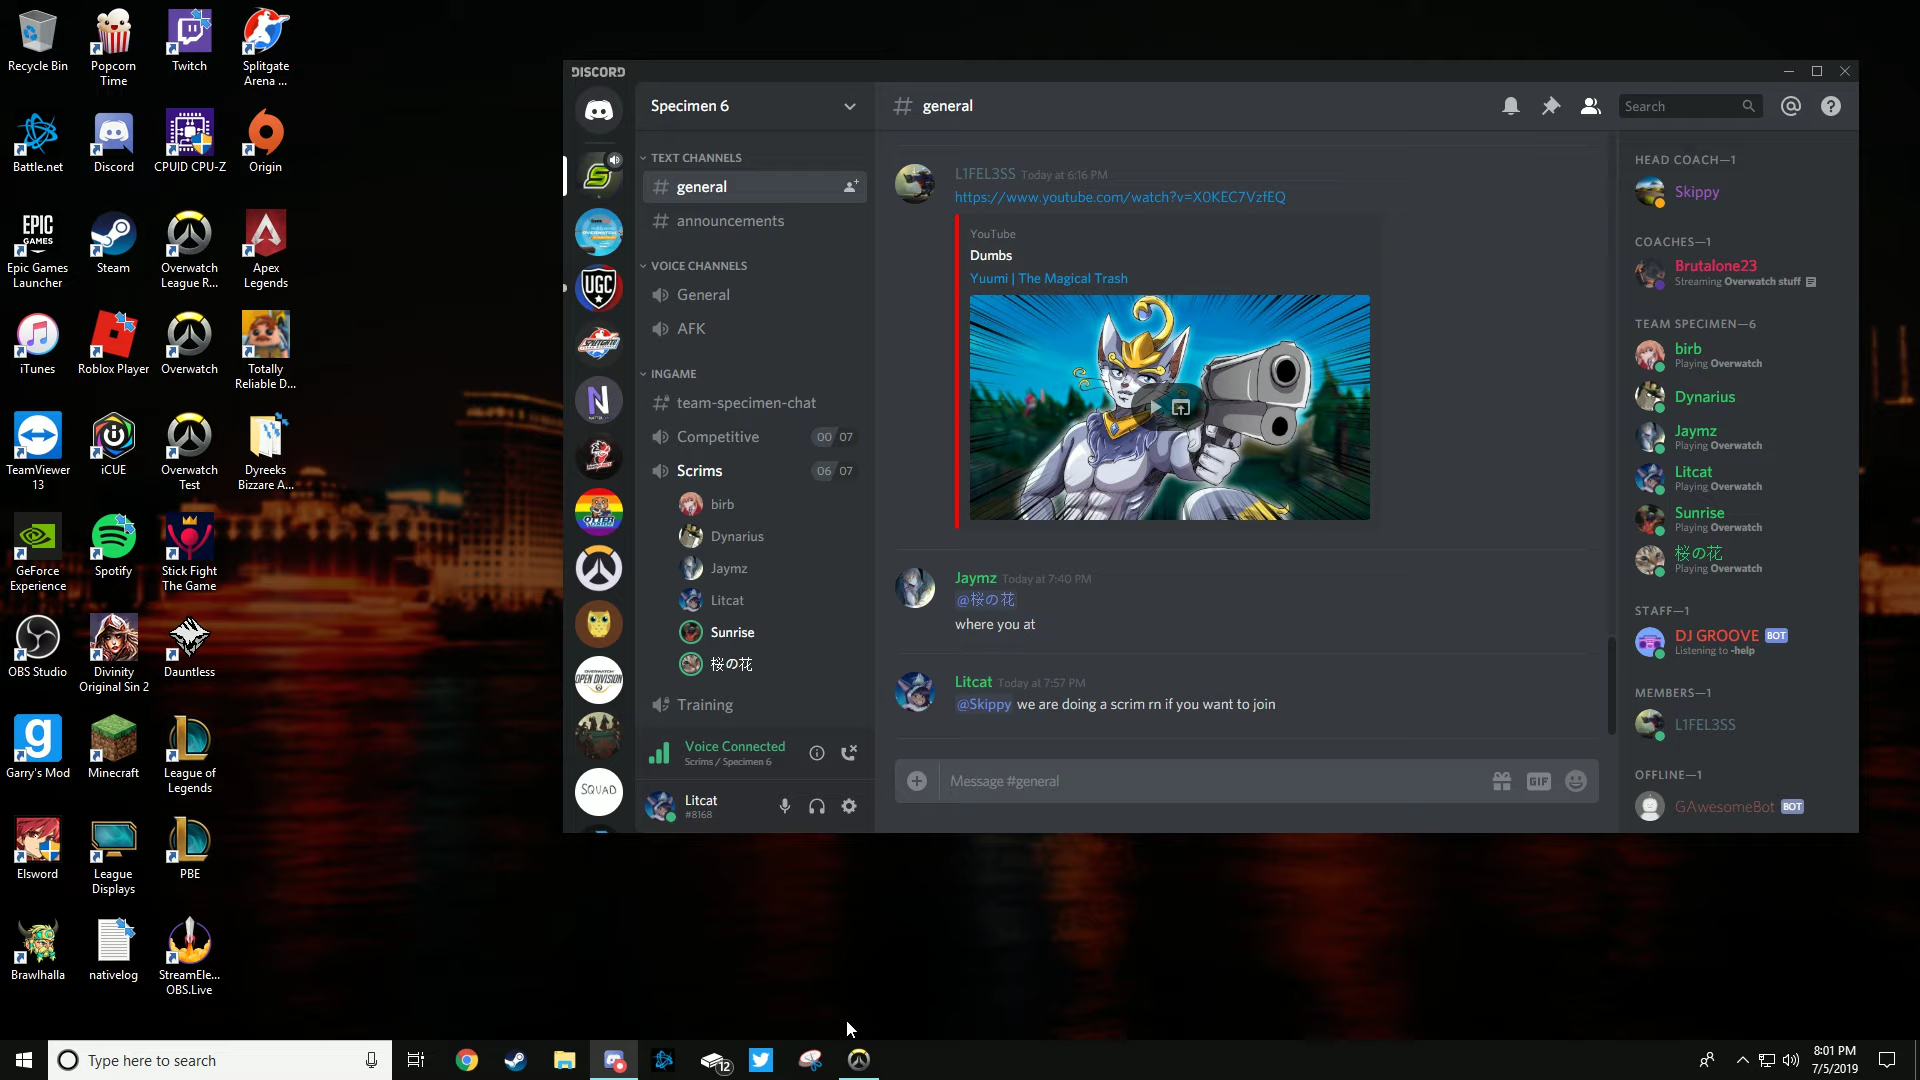 Recycle Bin
Popcorn
Time
Twitch
Splitgate
Arena ...
Battle.net
Discord
CPUID CPU-Z
Origin
EPIC
GAMES
Epic Games
Launcher
Steam
Overwatch
League R...
Apex
Legends
iTunes
Roblox Player
Overwatch
Totally
Reliable D...
TeamViewer
13
iCUE
Overwatch
Test
Dyreeks
Bizzare A...
GeForce
Experience
Spotify
Stick Fight
The Game
OBS Studio
Divinity
Original Sin 2
Dauntless
Garry's Mod
Minecraft
League of
Legends
Elsword
League
Displays
PBE
Brawlhalla
nativelog
StreamEle...
OBS.Live
DISCORD
UGC
OPEN DIVISION
SQUAD
Specimen 6
TEXT CHANNELS
general
announcements
VOICE CHANNELS
General
AFK
INGAME
team-specimen-chat
Competitive 00 07
Scrims 06 07
birb
Dynarius
Jaymz
Litcat
Sunrise
桜の花
Training
Voice Connected
Scrims / Specimen 6
Litcat
#8168
# general
Search
L1FEL3SS Today at 6:16 PM
https://www.youtube.com/watch?v=X0KEC7VzfEQ
YouTube
Dumbs
Yuumi | The Magical Trash
Jaymz Today at 7:40 PM
@桜の花
where you at
Litcat Today at 7:57 PM
@Skippy we are doing a scrim rn if you want to join
Message #general
GIF
HEAD COACH—1
Skippy
COACHES—1
Brutalone23
Streaming Overwatch stuff
TEAM SPECIMEN—6
birb
Playing Overwatch
Dynarius
Jaymz
Playing Overwatch
Litcat
Playing Overwatch
Sunrise
Playing Overwatch
桜の花
Playing Overwatch
STAFF—1
DJ GROOVE BOT
Listening to -help
MEMBERS—1
L1FEL3SS
OFFLINE—1
GAwesomeBot BOT
Type here to search
12
8:01 PM
7/5/2019